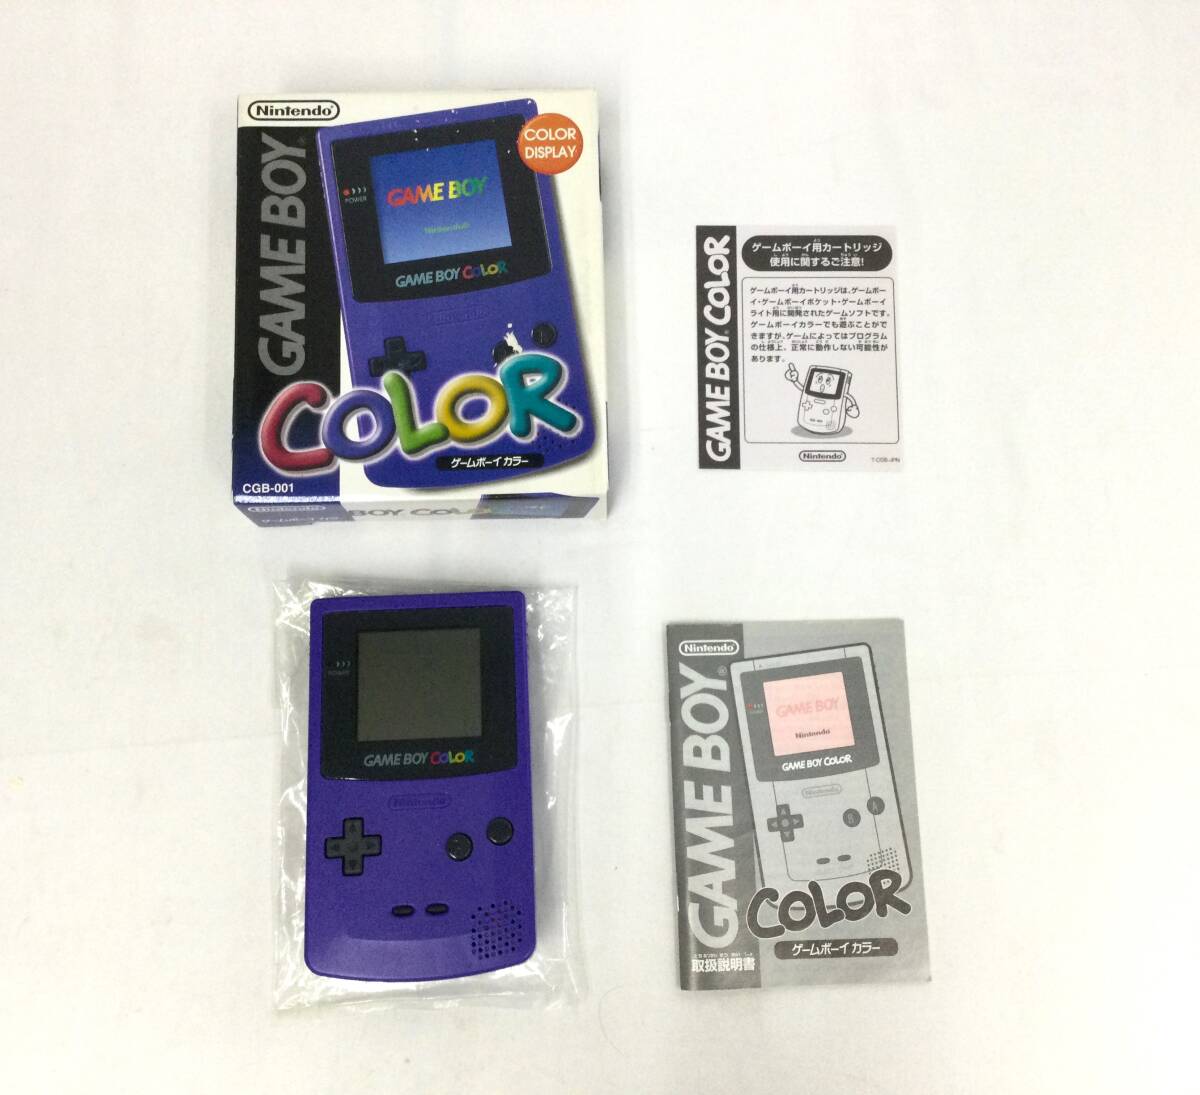 Nintendo®
GAME BOY®
COLOR
DISPLAY
POWER
GAME BOY
Nintendo®
GAME BOY COLOR
COLOR
ゲームボーイ カラー
CGB-001
Nintendo
BOY COLOR
GAME BOY COLOR
ゲームボーイ用カートリッジ
使用に関するご注意!
ゲームボーイ用カートリッジは、ゲームボー
イ・ゲームボーイポケット・ゲームボーイ
ライト用に開発されたゲームソフトです。
ゲームボーイカラーでも遊ぶことがで
きますが、ゲームによってはプログラム
の仕様上、正常に動作しない可能性が
あります。
Nintendo
T-CGB-JPN
POWER
GAME BOY COLOR
Nintendo
Nintendo®
GAME BOY®
GAME BOY
Nintendo
GAME BOY COLOR
Nintendo
B
A
COLOR
ゲームボーイ カラー
取扱説明書